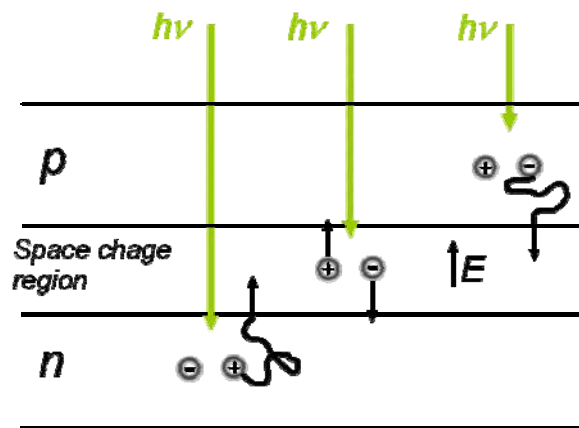 hν hν hν
p
+ −
Space chage
region
+ −
E
n
− +